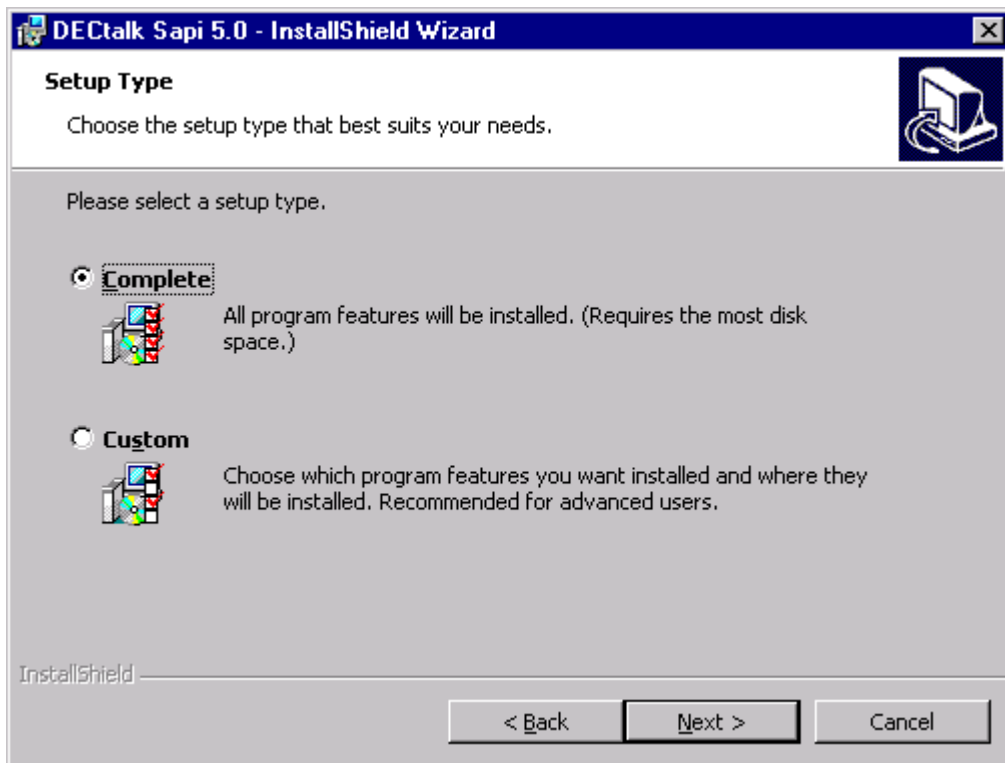 DECtalk Sapi 5.0 - InstallShield Wizard
Setup Type
Choose the setup type that best suits your needs.
Please select a setup type.
Complete
All program features will be installed. (Requires the most disk
space.)
Custom
Choose which program features you want installed and where they
will be installed. Recommended for advanced users.
InstallShield
< Back
Next >
Cancel